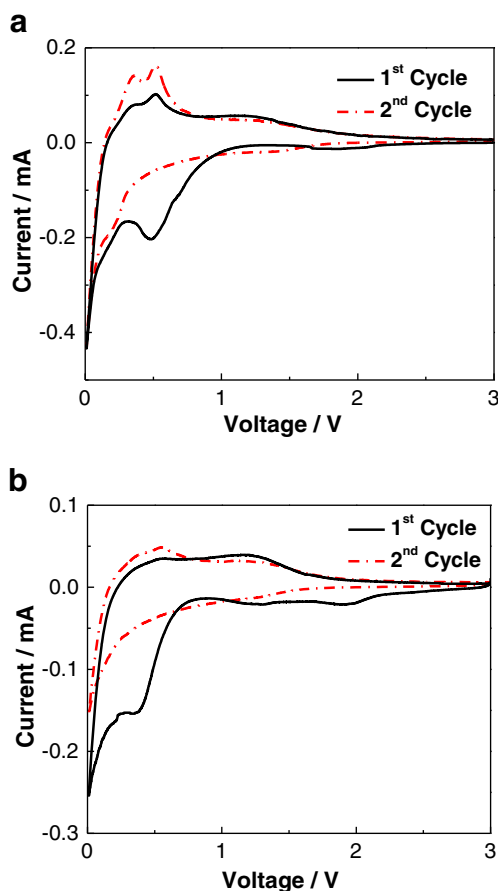 a
0.2
0.0
-0.2
-0.4
Current / mA
1st Cycle
2nd Cycle
0 1 2 3
Voltage / V
b
0.1
0.0
-0.1
-0.2
-0.3
Current / mA
1st Cycle
2nd Cycle
0 1 2 3
Voltage / V